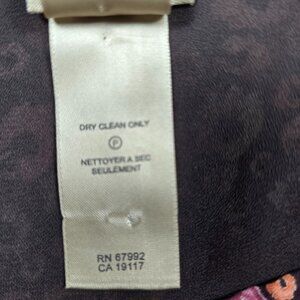 DRY CLEAN ONLY
P
NETTOYER A SEC
SEULEMENT
RN 67992
CA 19117